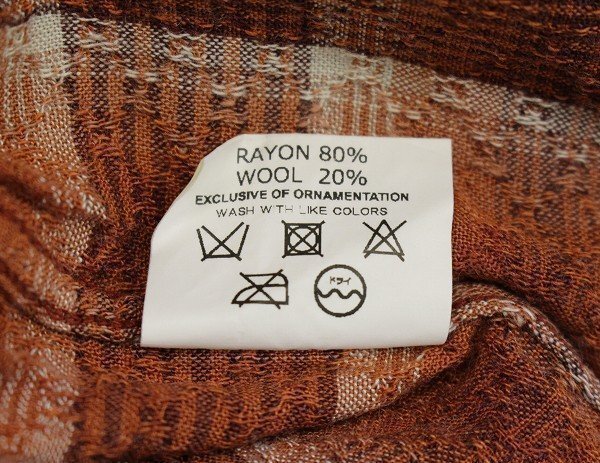 RAYON 80%
WOOL 20%
EXCLUSIVE OF ORNAMENTATION
WASH WITH LIKE COLORS
ドライ